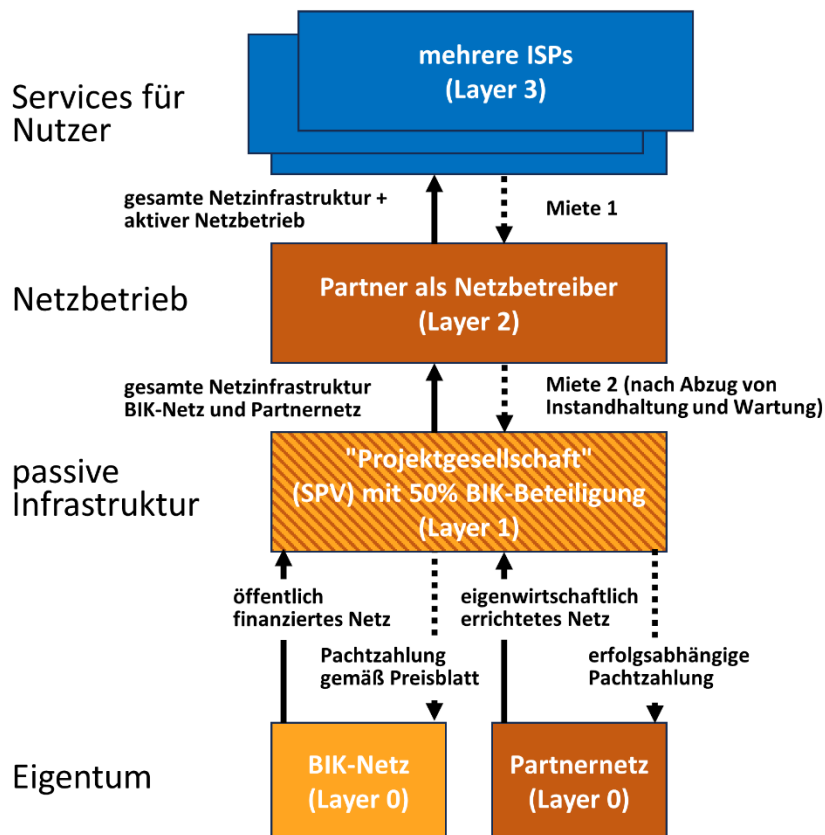 mehrere ISPs
(Layer 3)
Services für
Nutzer
gesamte Netzinfrastruktur +
aktiver Netzbetrieb
Miete 1
Netzbetrieb
Partner als Netzbetreiber
(Layer 2)
gesamte Netzinfrastruktur
BIK-Netz und Partnernetz
Miete 2 (nach Abzug von
Instandhaltung und Wartung)
passive
Infrastruktur
"Projektgesellschaft"
(SPV) mit 50% BIK-Beteiligung
(Layer 1)
öffentlich
finanziertes Netz
eigenwirtschaftlich
errichtetes Netz
Pachtzahlung
gemäß Preisblatt
erfolgsabhängige
Pachtzahlung
Eigentum
BIK-Netz
(Layer 0)
Partnernetz
(Layer 0)